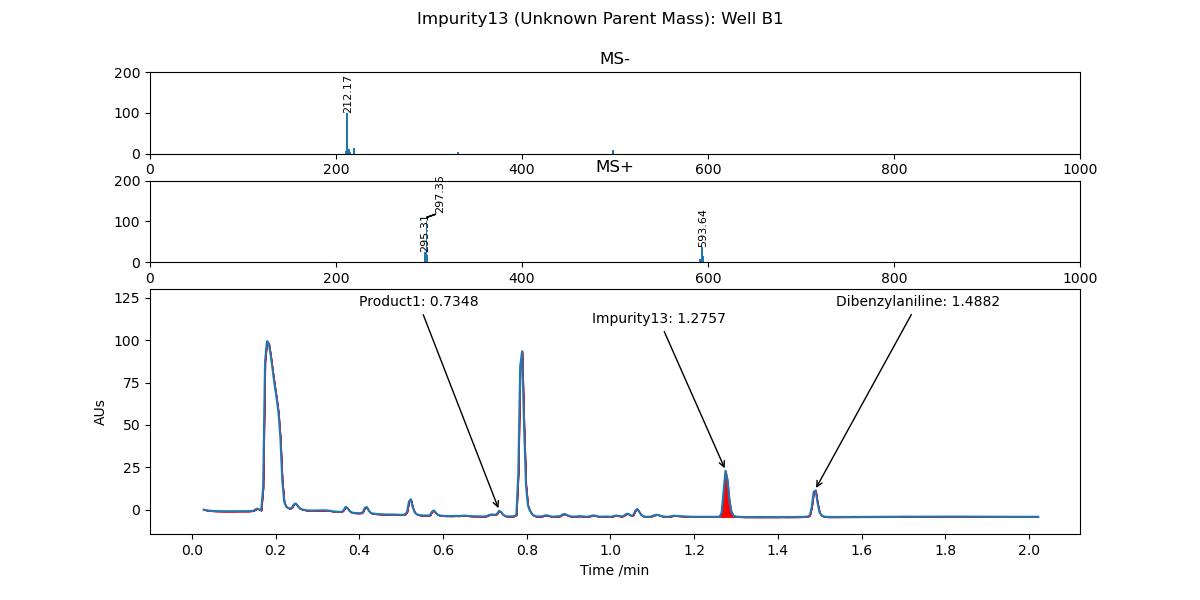 Impurity13 (Unknown Parent Mass): Well B1
MS-
200
100
0
212.17
0 200 400 600 800 1000
MS+
200
100
0
295.31
297.35
593.64
0 200 400 600 800 1000
Product1: 0.7348
Impurity13: 1.2757
Dibenzylaniline: 1.4882
125
100
75
50
25
0
AUs
0.0 0.2 0.4 0.6 0.8 1.0 1.2 1.4 1.6 1.8 2.0
Time /min